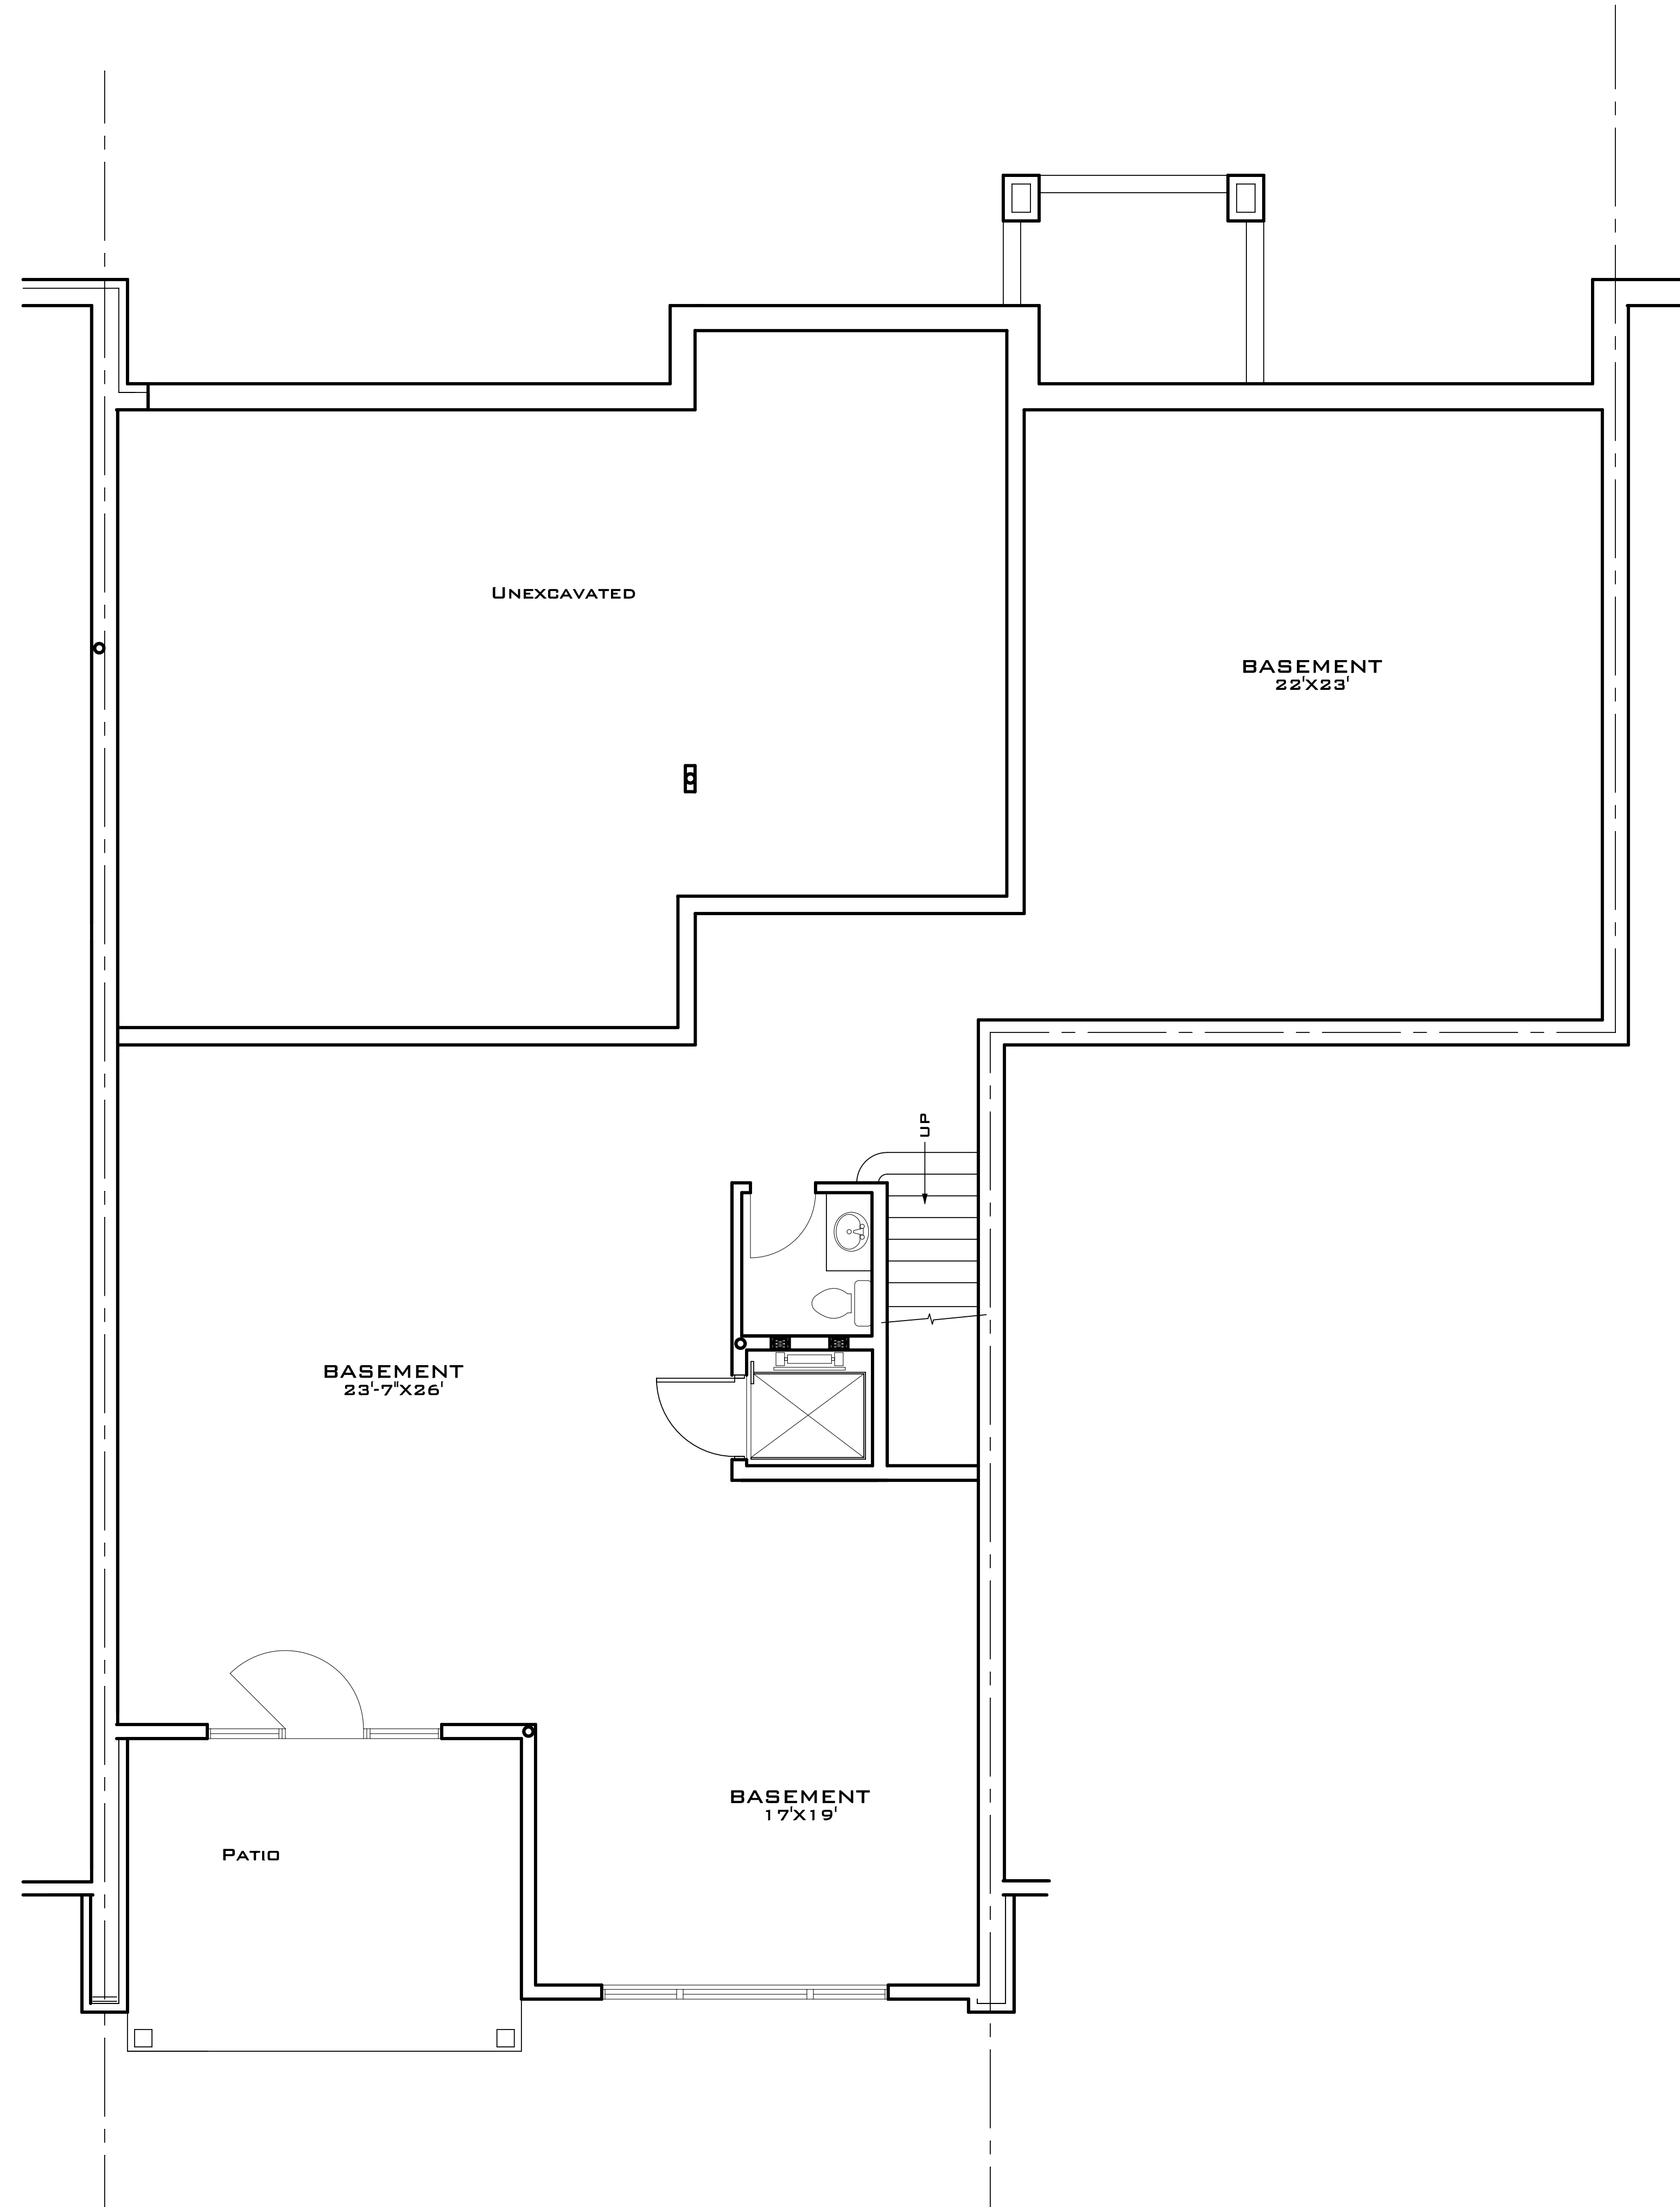 Unexcavated
BASEMENT
22'X23'
UP
BASEMENT
23'-7"X26'
BASEMENT
17'X19'
Patio